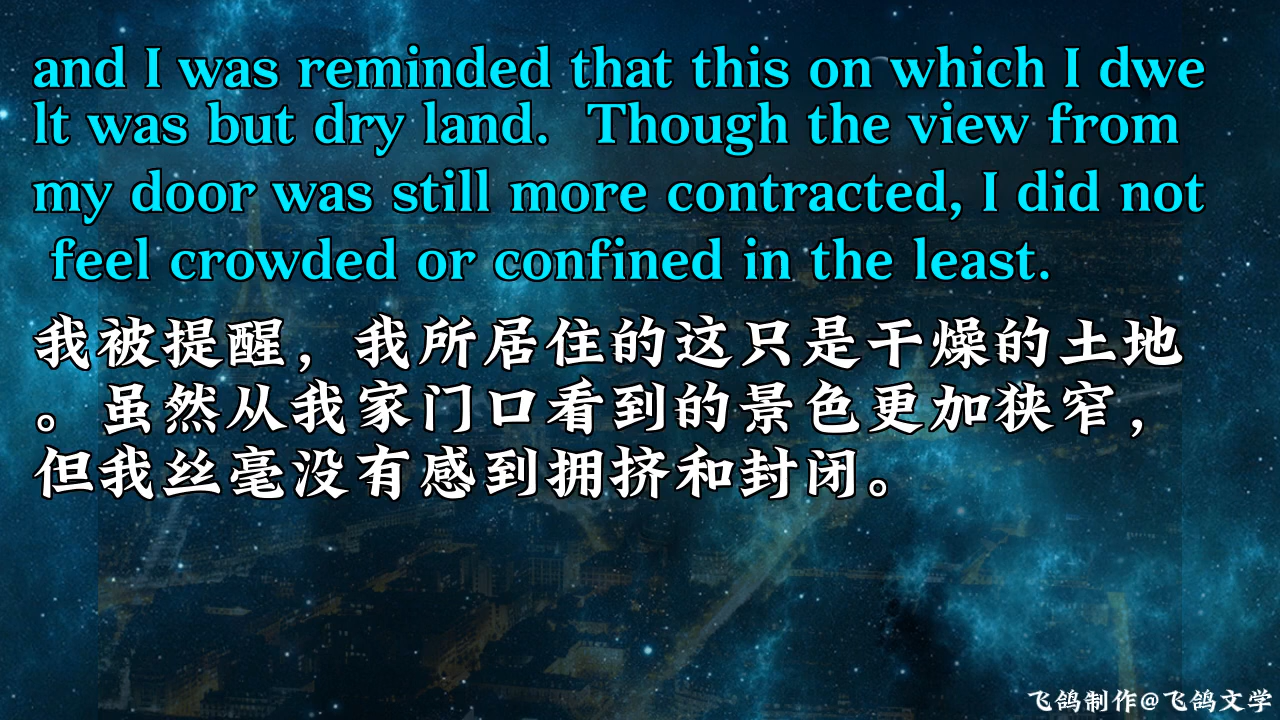 and I was reminded that this on which I dwe
lt was but dry land.  Though the view from
my door was still more contracted, I did not
 feel crowded or confined in the least.
我被提醒，我所居住的这只是干燥的土地
。虽然从我家门口看到的景色更加狭窄，
但我丝毫没有感到拥挤和封闭。
飞鸽制作@飞鸽文学